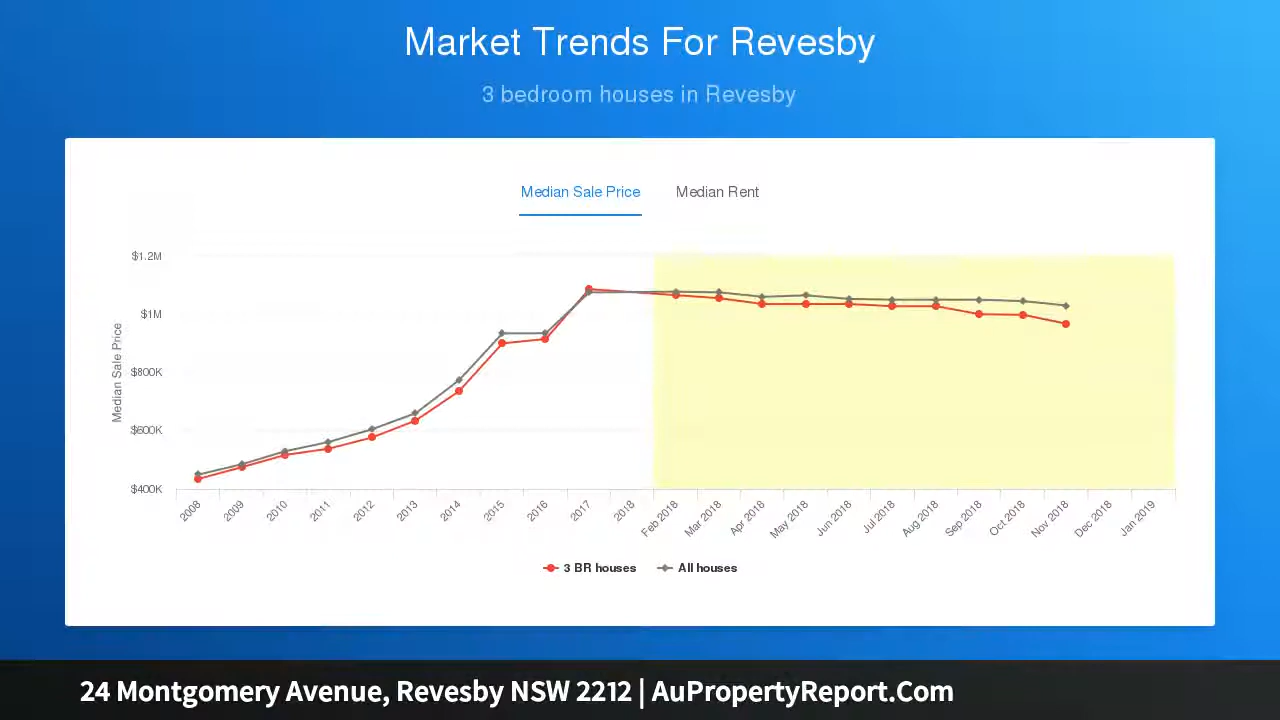 Market Trends For Revesby
3 bedroom houses in Revesby
Median Sale Price Median Rent
$1.2M
$1M
$800K
$600K
$400K
Median Sale Price
2008 2009 2010 2011 2012 2013 2014 2015 2016 2017 2018 Feb 2018 Mar 2018 Apr 2018 May 2018 Jun 2018 Jul 2018 Aug 2018 Sep 2018 Oct 2018 Nov 2018 Dec 2018 Jan 2019
3 BR houses All houses
24 Montgomery Avenue, Revesby NSW 2212 | AuPropertyReport.Com